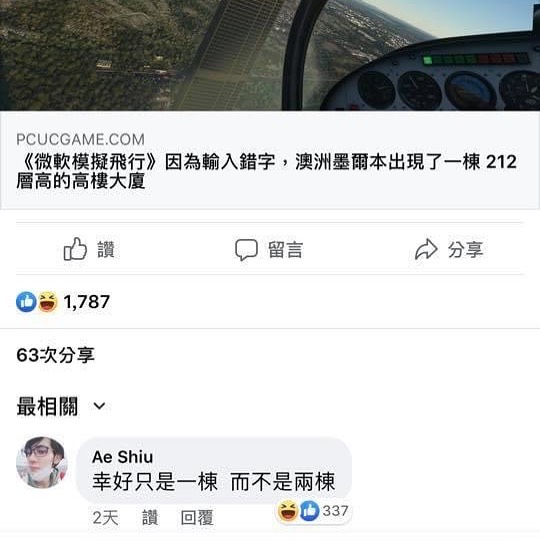 PCUCGAME.COM
《微軟模擬飛行》因為輸入錯字，澳洲墨爾本出現了一棟 212
層高的高樓大廈
讚 留言 分享
1,787
63次分享
最相關
Ae Shiu
幸好只是一棟 而不是兩棟
2天 讚 回覆 337